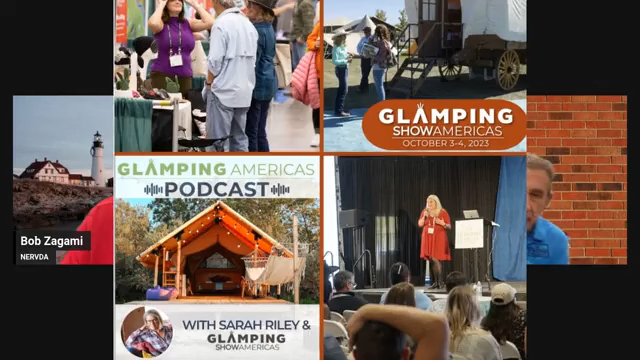 GLAMPING
SHOWAMERICAS
OCTOBER 3-4, 2023
GLAMPING AMERICAS
PODCAST
Bob Zagami
NERVDA
WITH SARAH RILEY &
GLAMPING
SHOWAMERICAS